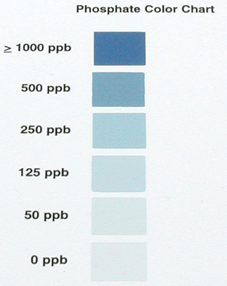 Phosphate Color Chart
≥ 1000 ppb
500 ppb
250 ppb
125 ppb
50 ppb
0 ppb